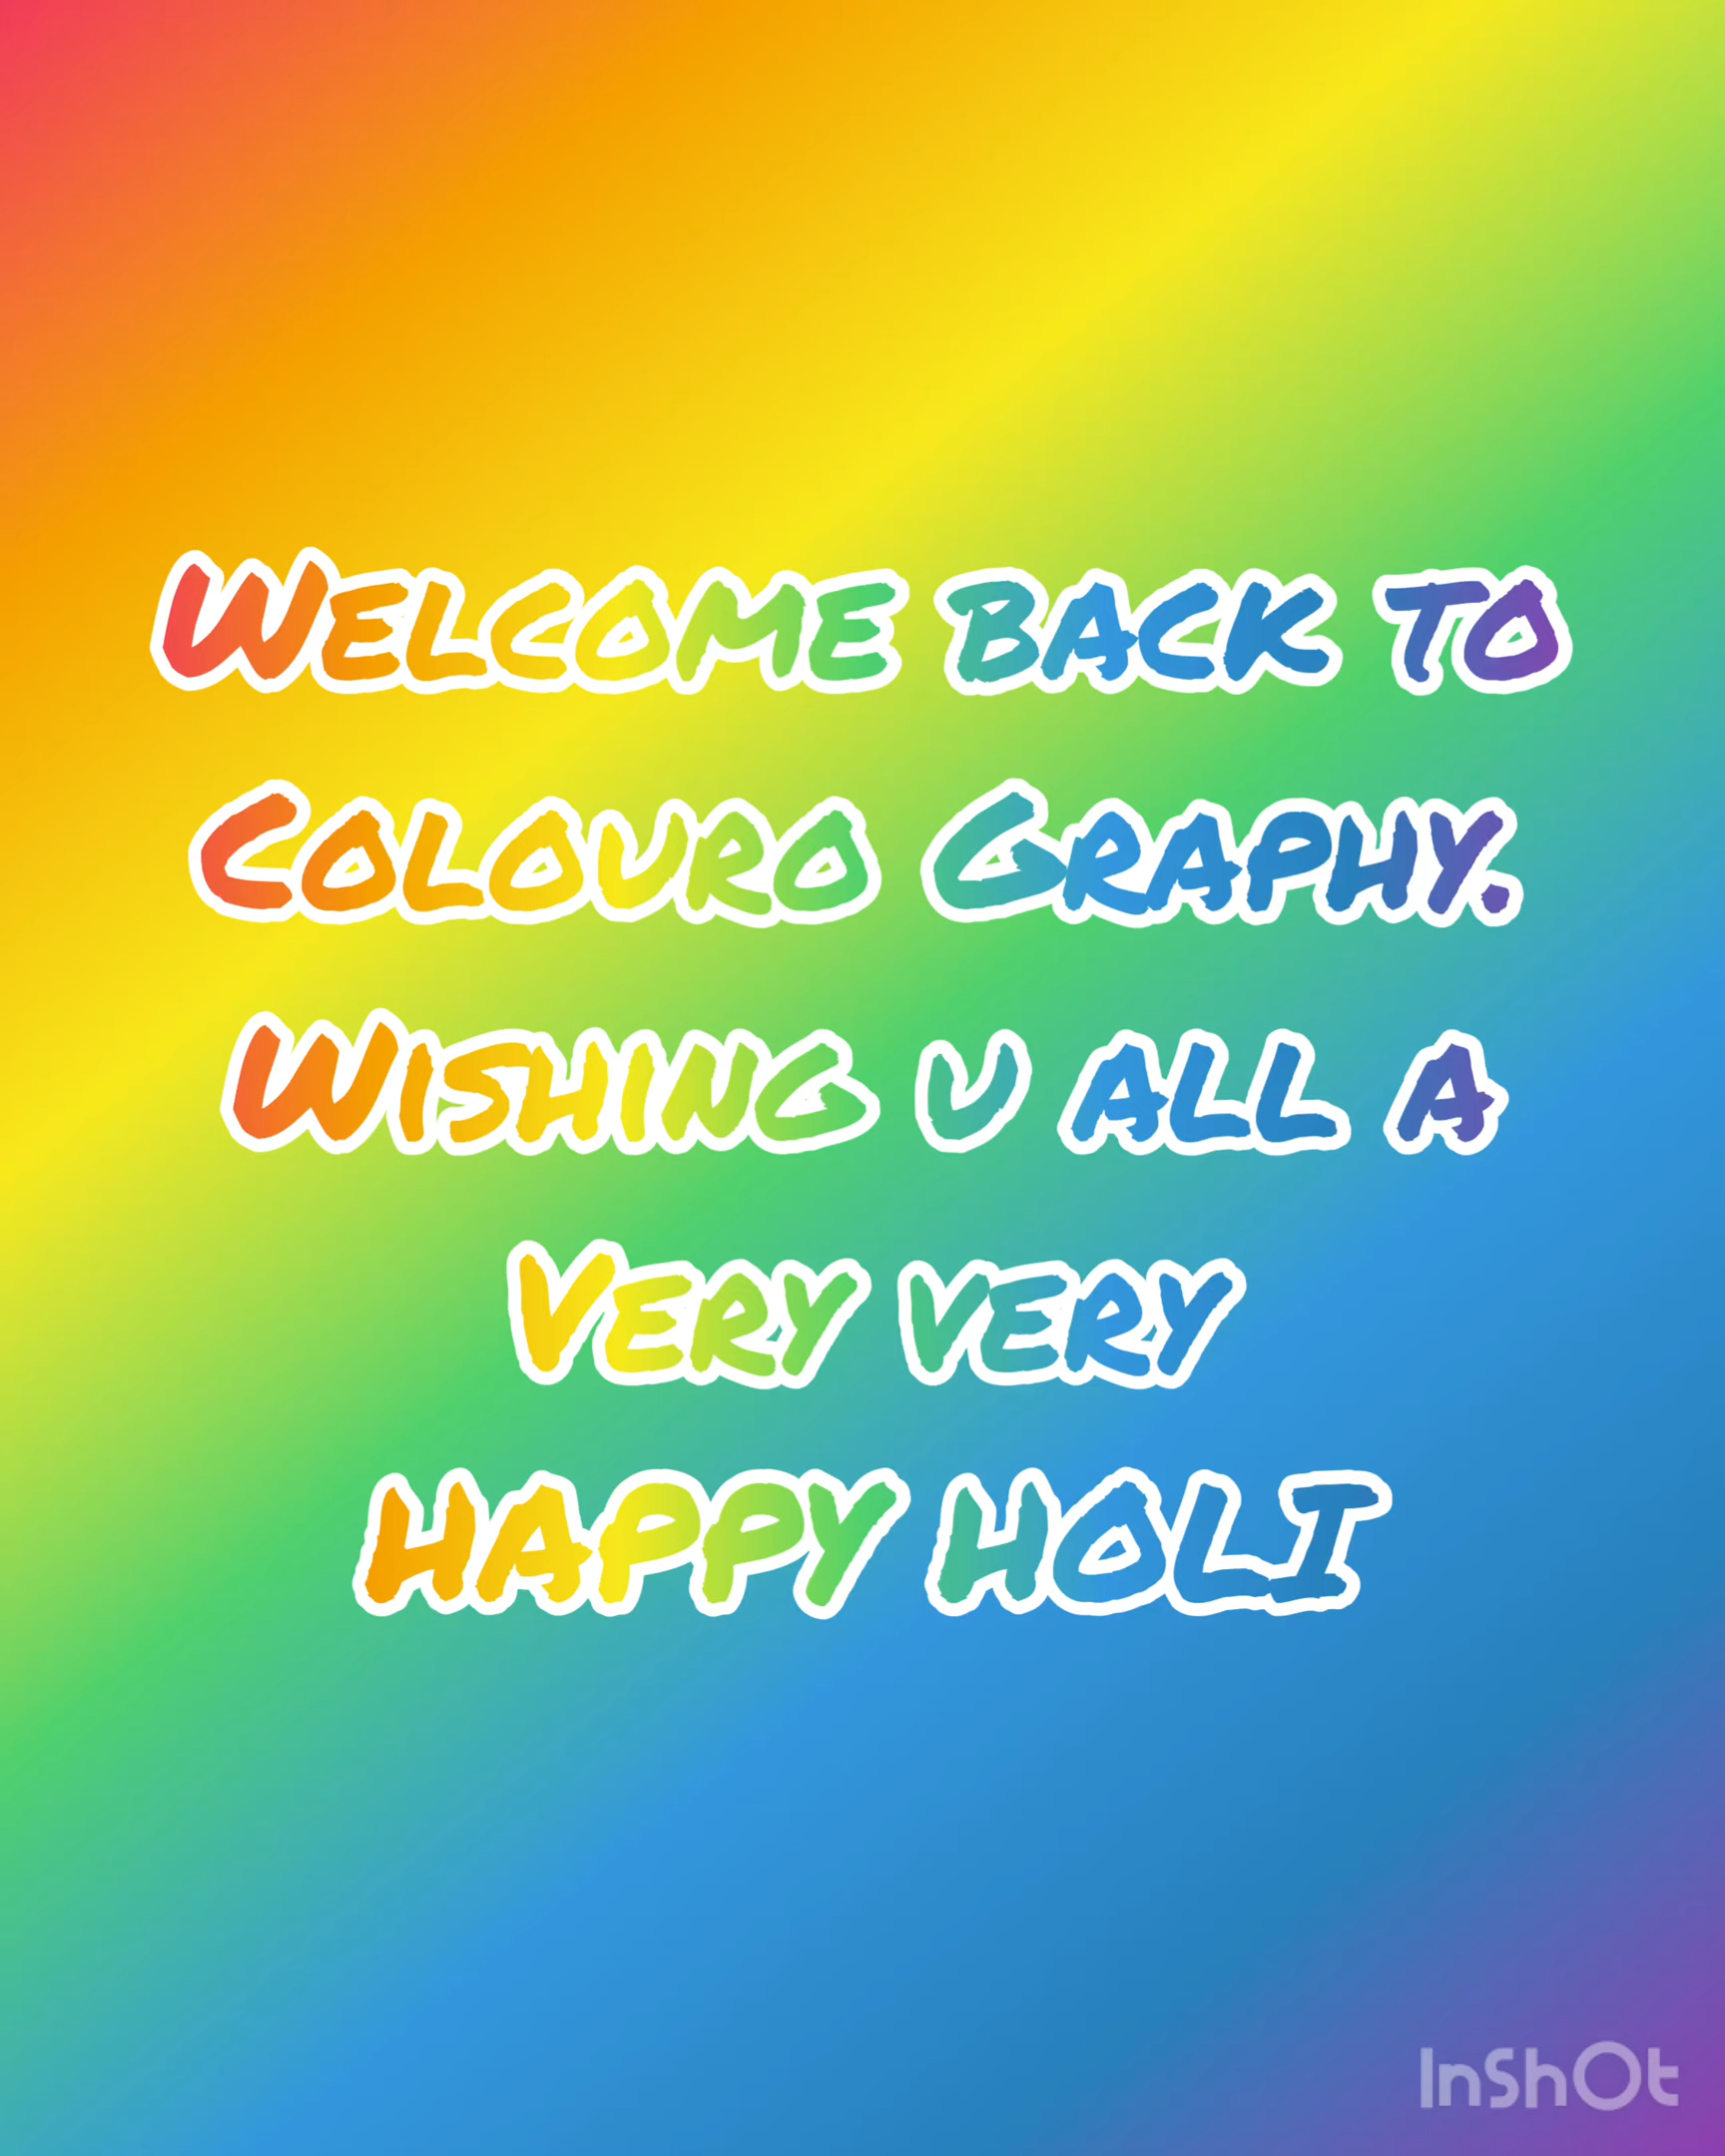 Welcome back to
Colouro Graphy.
Wishing u all a
Very very
HAPPY HOLI
InShOt